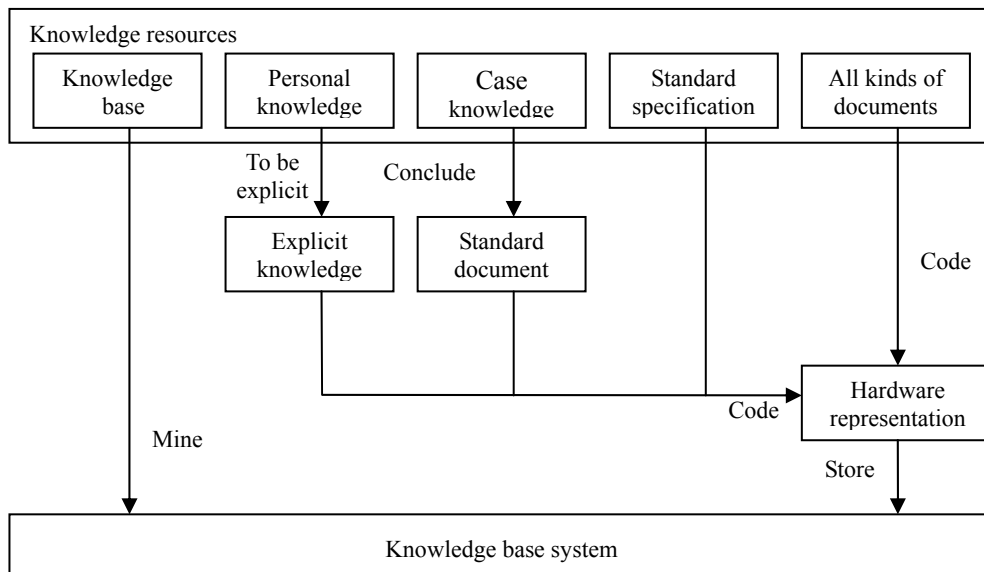 Knowledge resources
Knowledge
base
Personal
knowledge
Case
knowledge
Standard
specification
All kinds of
documents
To be
explicit
Conclude
Explicit
knowledge
Standard
document
Code
Hardware
representation
Code
Mine
Store
Knowledge base system